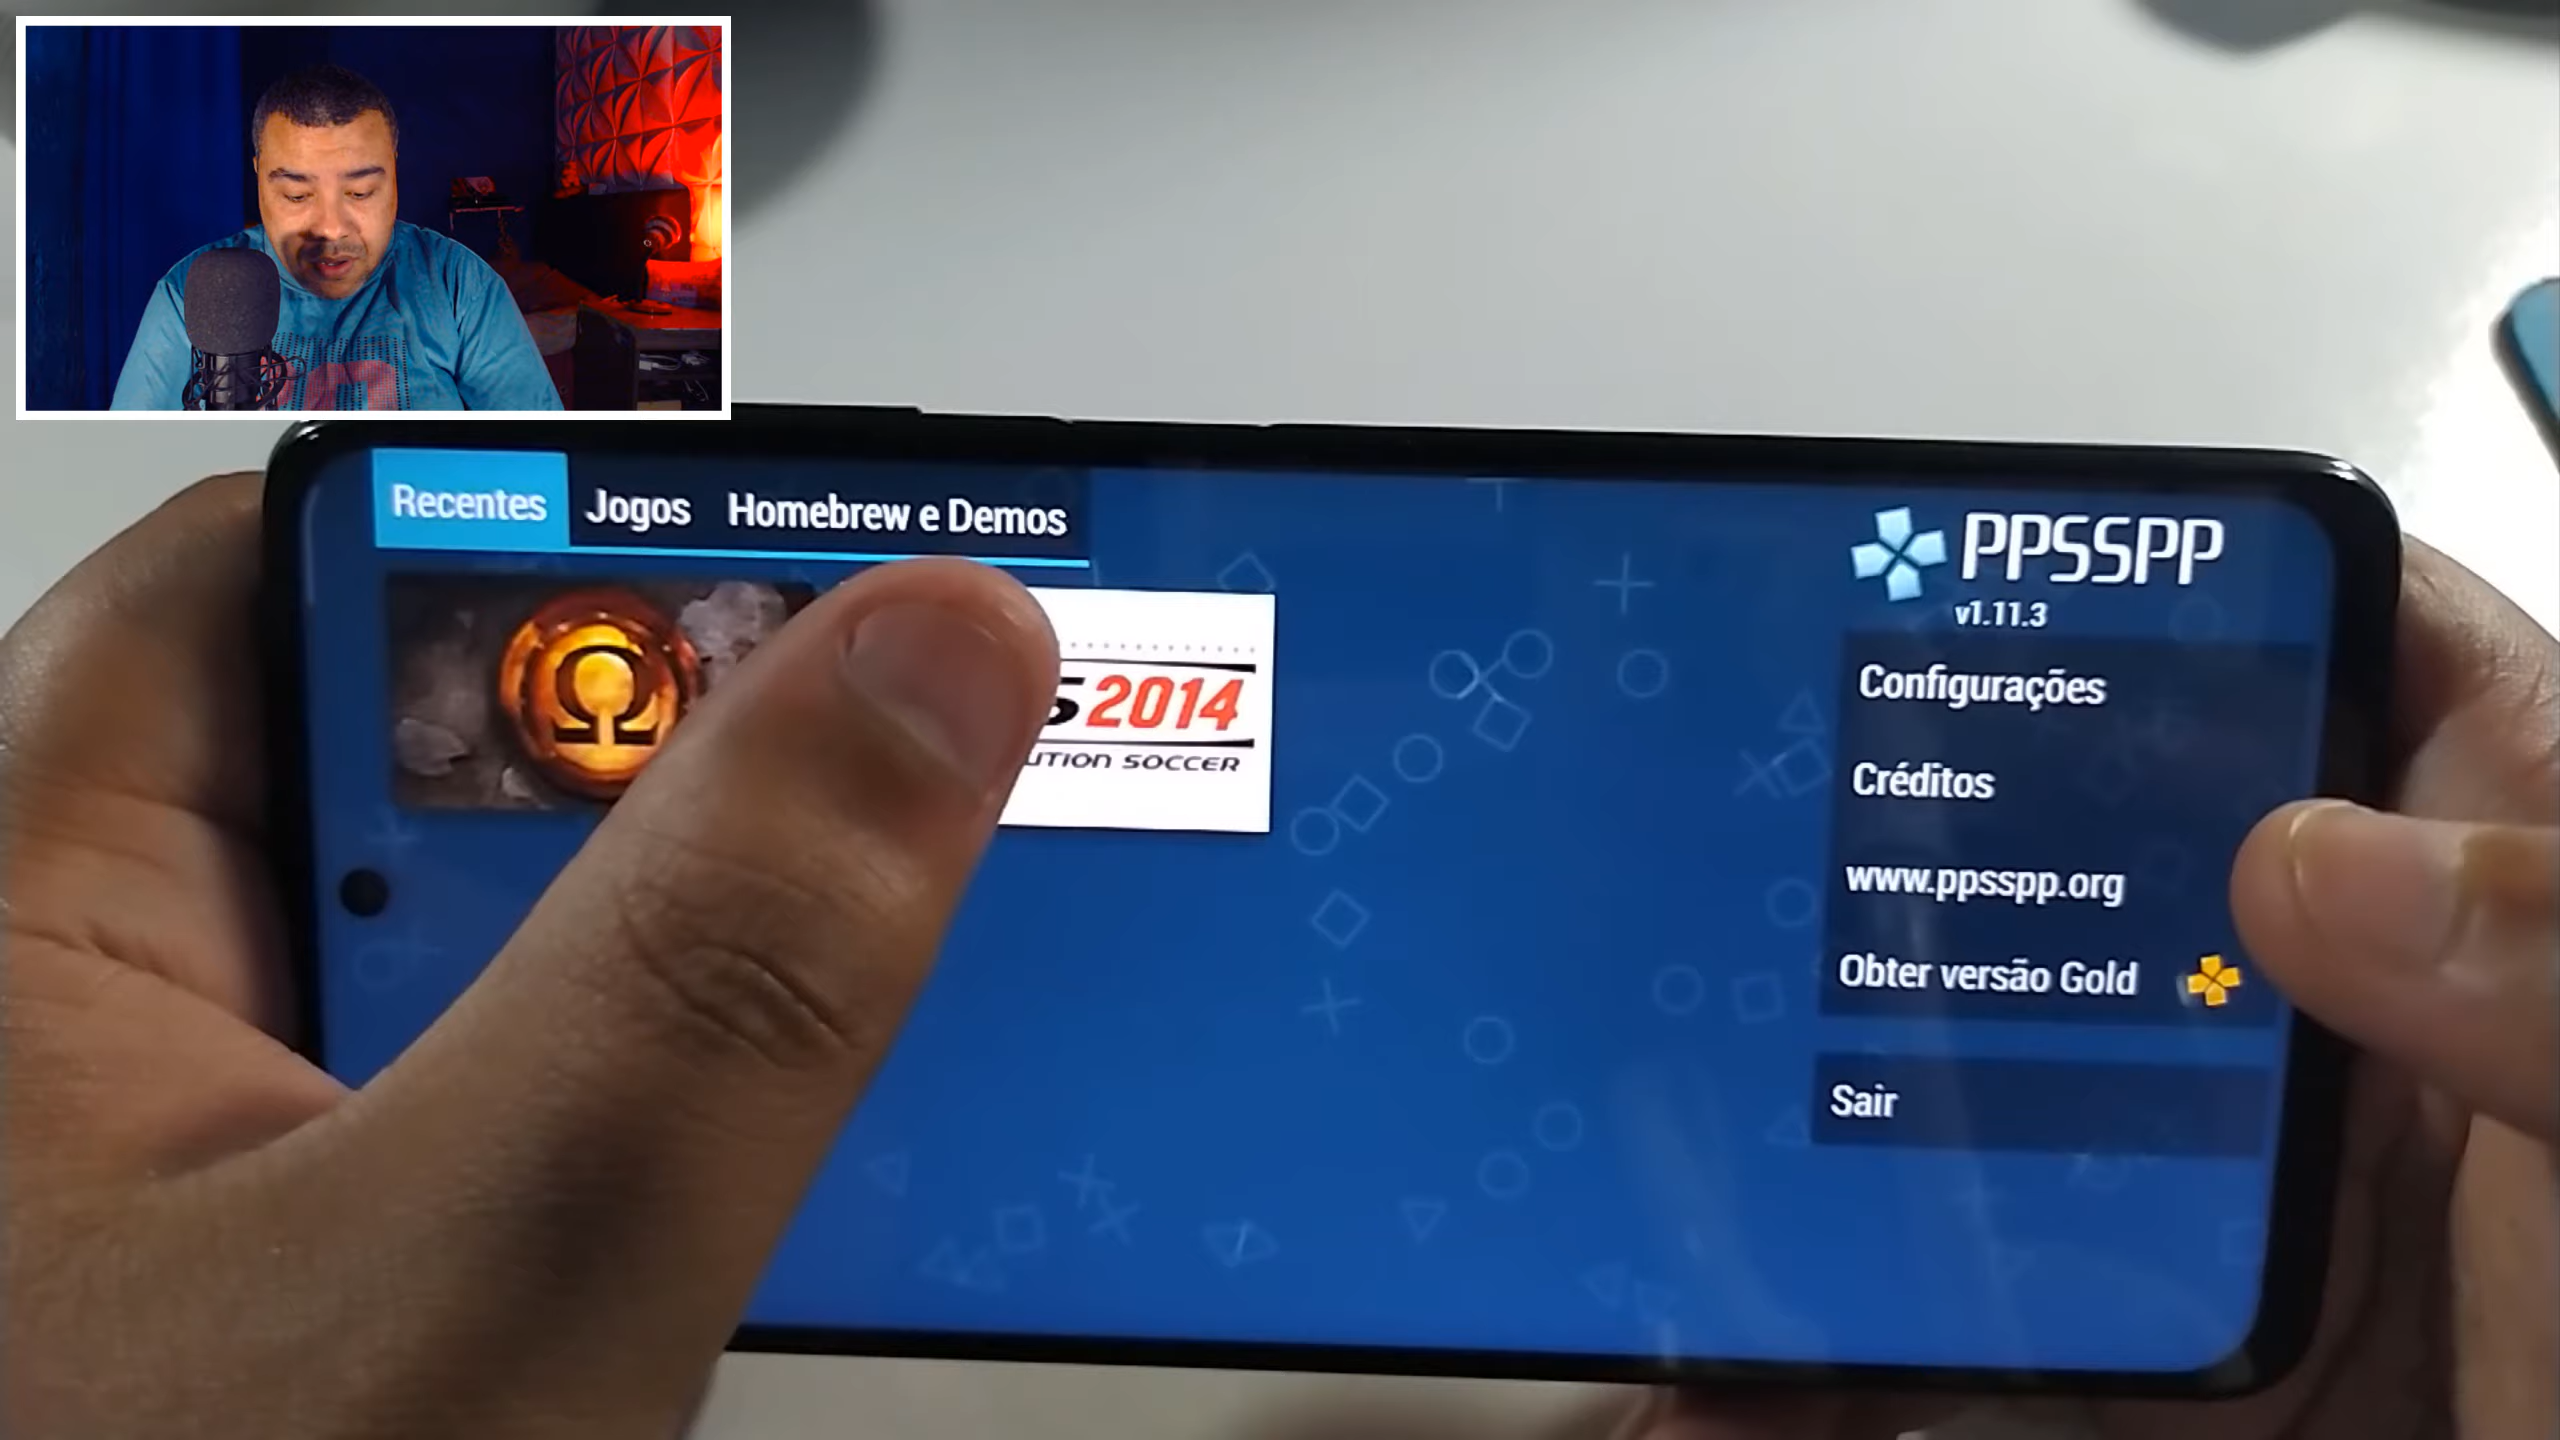 Recentes Jogos Homebrew e Demos
PPSSPP
v1.11.3
Ω
2014
SOCCER
Configurações
Créditos
www.ppsspp.org
Obter versão Gold
Sair